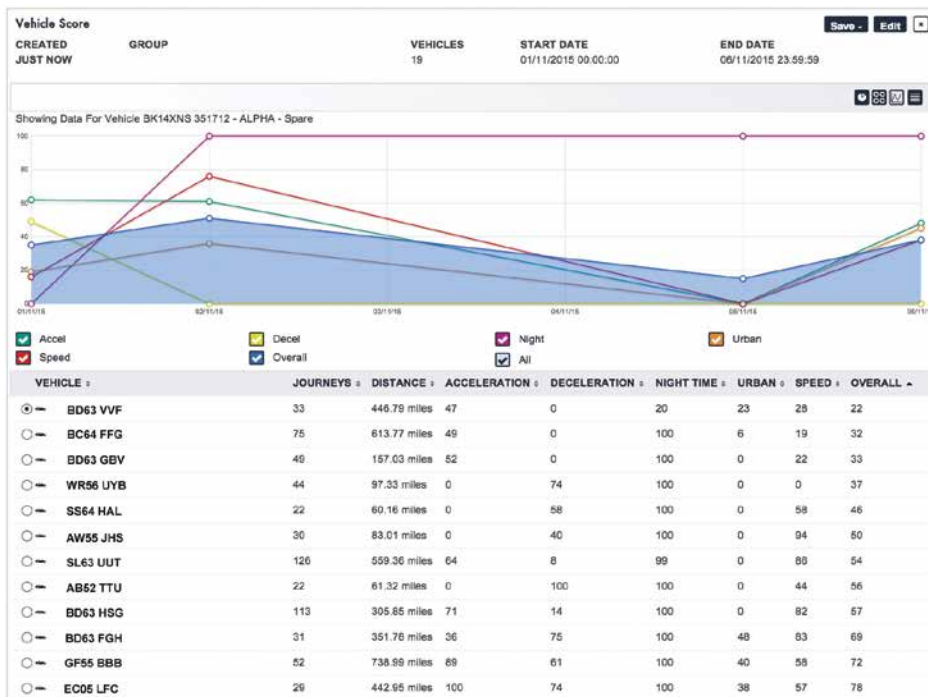 Vehicle Score Save - Edit ×
CREATED GROUP VEHICLES START DATE END DATE
JUST NOW 19 01/11/2015 00:00:00 06/11/2015 23:59:59
Showing Data For Vehicle BK14XNS 351712 - ALPHA - Spare
100
80
60
40
20
0
01/11/15 02/11/15 03/11/15 04/11/15
Accel Decel Night Urban
Speed Overall All
VEHICLE JOURNEYS DISTANCE ACCELERATION DECELERATION NIGHT TIME URBAN SPEED OVERALL
BD63 VVF 33 446.79 miles 47 0 20 23 28 22
BC64 FFG 75 613.77 miles 49 0 100 6 19 32
BD63 GBV 49 157.03 miles 52 0 100 0 22 33
WR56 UYB 44 97.33 miles 0 74 100 0 0 37
SS64 HAL 22 60.16 miles 0 58 100 0 58 46
AW55 JHS 30 83.01 miles 0 40 100 0 94 50
SL63 UUT 126 559.36 miles 64 8 99 0 54
AB52 TTU 22 61.32 miles 0 100 100 0 44 56
BD63 HSG 113 305.85 miles 71 14 100 0 82 57
BD63 FGH 31 351.76 miles 36 75 100 48 83 69
GF55 BBB 52 738.99 miles 89 61 100 40 58 72
EC05 LFC 29 442.95 miles 100 74 100 38 57 78